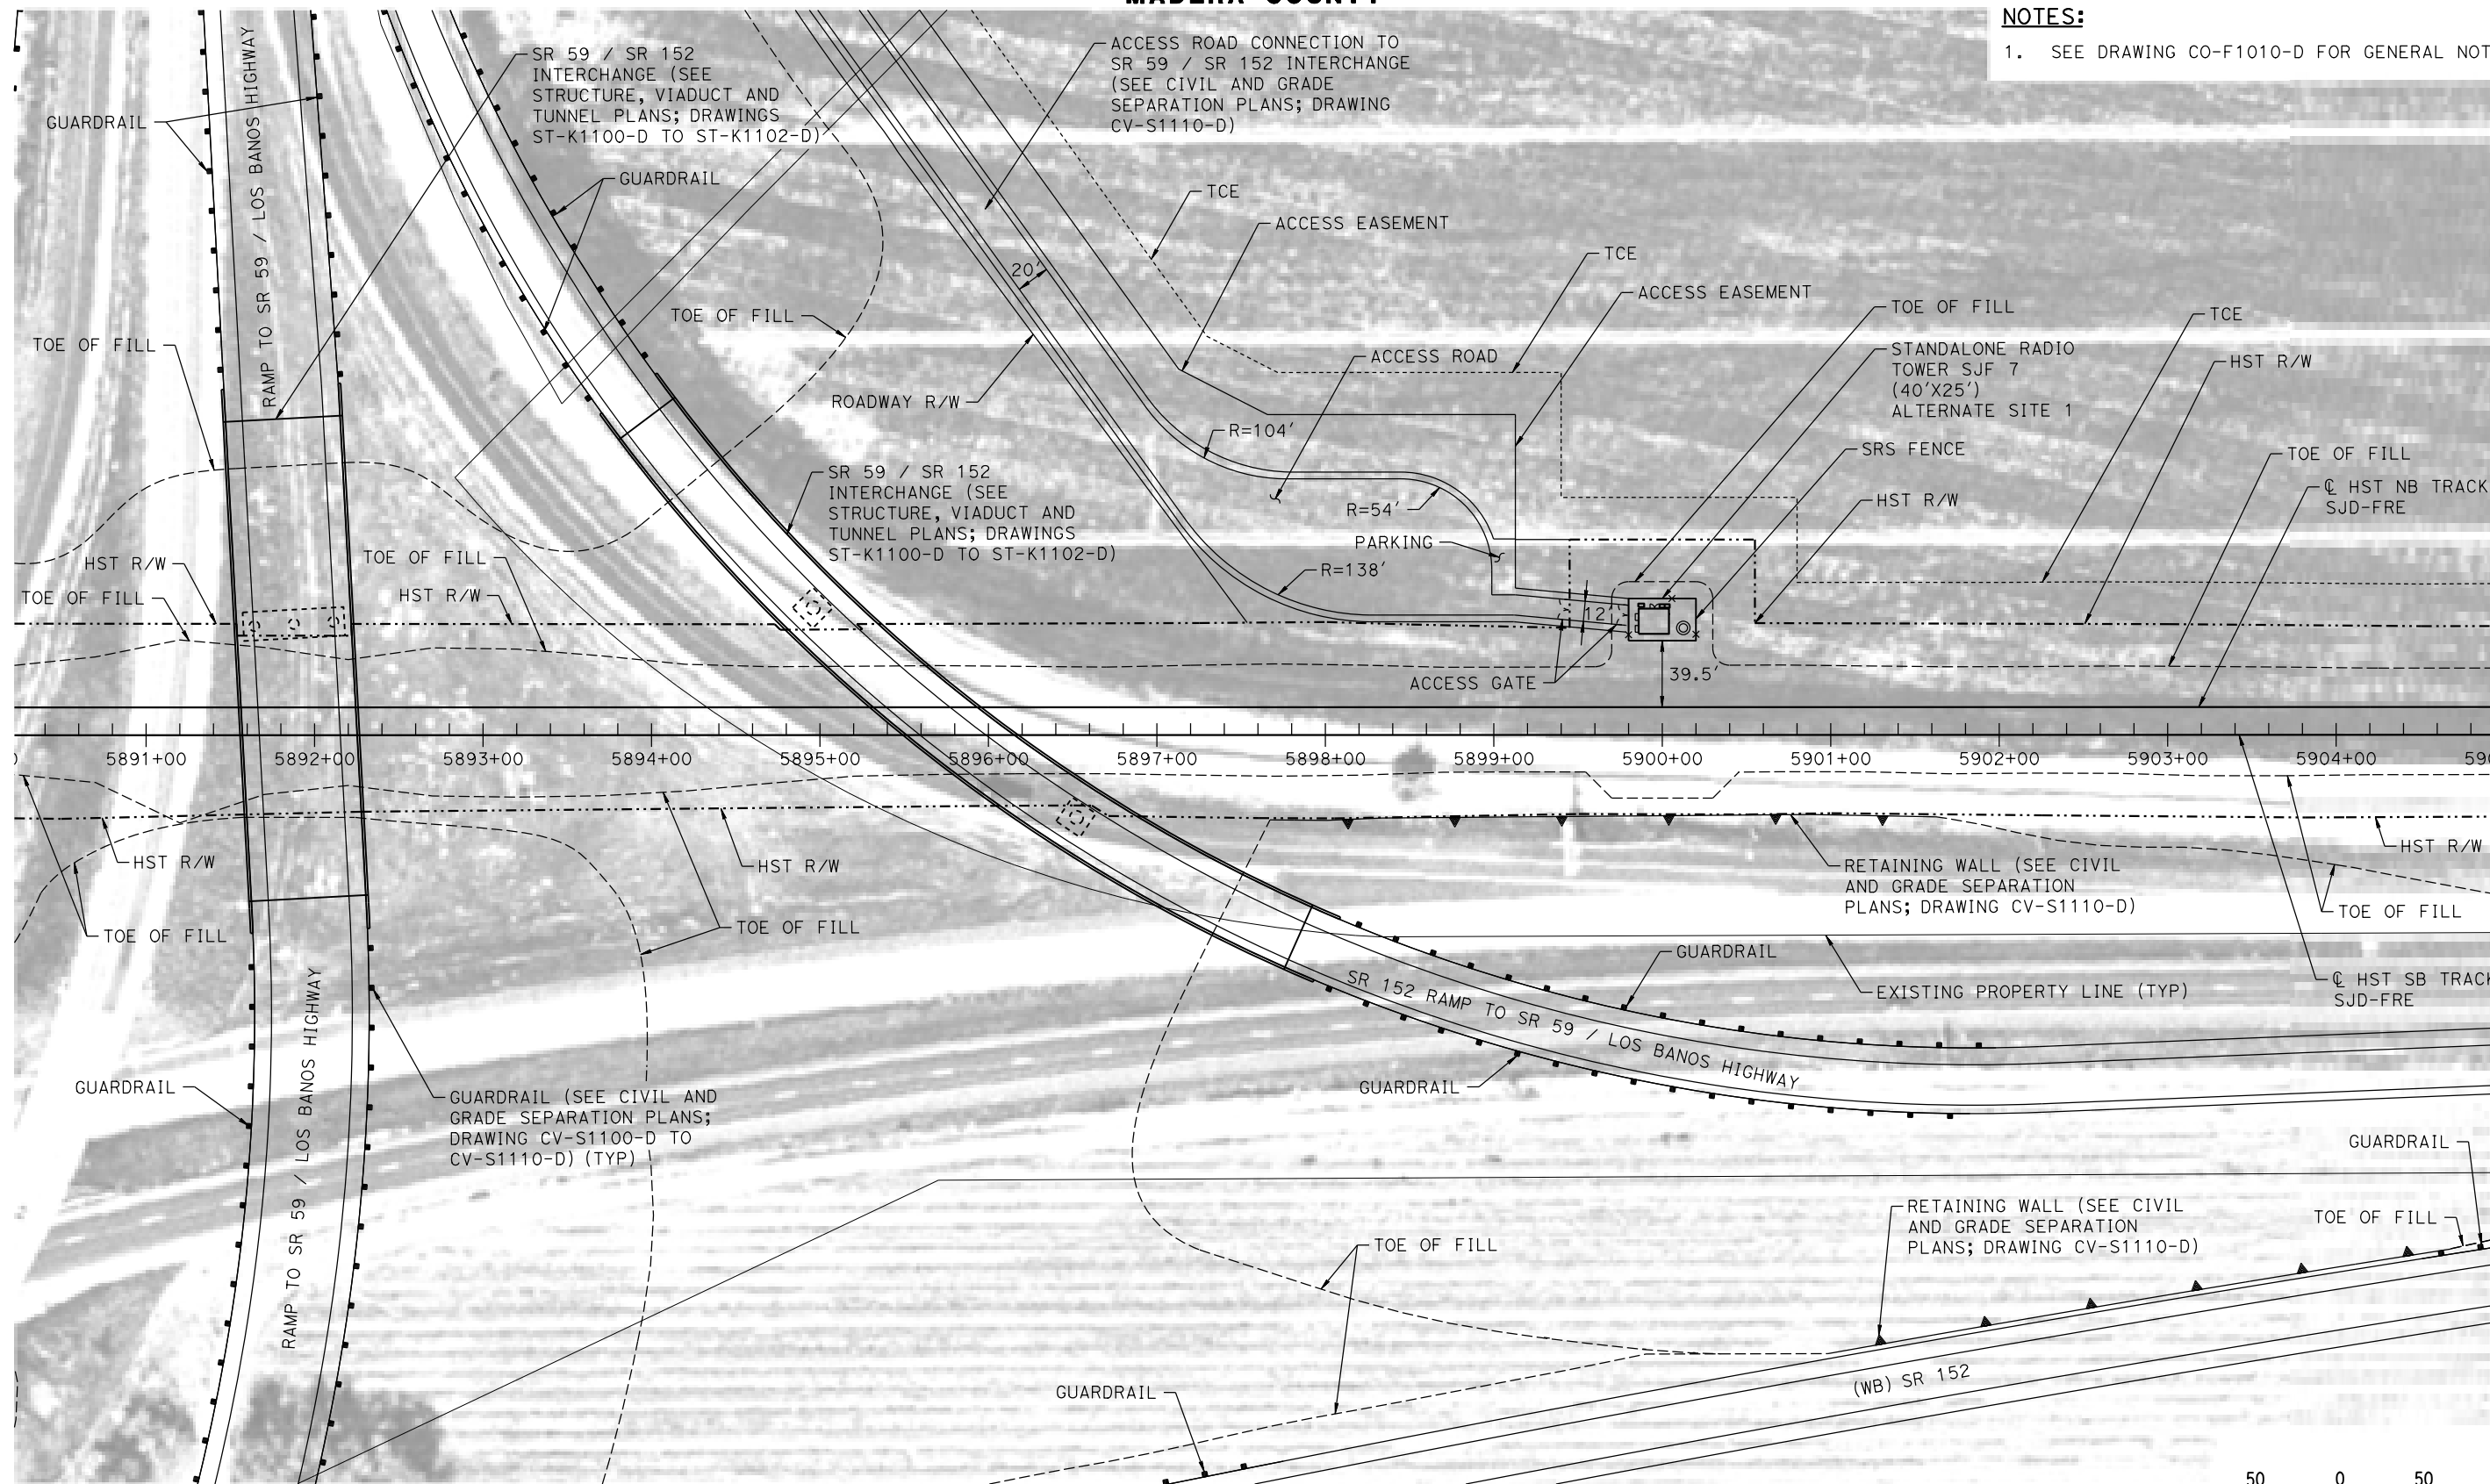 MADERA COUNTY
NOTES:
1. SEE DRAWING CO-F1010-D FOR GENERAL NOT
RAMP TO SR 59 / LOS BANOS HIGHWAY
GUARDRAIL
SR 59 / SR 152
INTERCHANGE (SEE
STRUCTURE, VIADUCT AND
TUNNEL PLANS; DRAWINGS
ST-K1100-D TO ST-K1102-D)
ACCESS ROAD CONNECTION TO
SR 59 / SR 152 INTERCHANGE
(SEE CIVIL AND GRADE
SEPARATION PLANS; DRAWING
CV-S1110-D)
GUARDRAIL
TCE
ACCESS EASEMENT
20'
TCE
ACCESS EASEMENT
TOE OF FILL
TOE OF FILL
TCE
TOE OF FILL
STANDALONE RADIO
TOWER SJF 7
(40'X25')
ALTERNATE SITE 1
HST R/W
ACCESS ROAD
ROADWAY R/W
R=104'
SRS FENCE
TOE OF FILL
SR 59 / SR 152
INTERCHANGE (SEE
STRUCTURE, VIADUCT AND
TUNNEL PLANS; DRAWINGS
ST-K1100-D TO ST-K1102-D)
R=54'
HST R/W
℄ HST NB TRACK
SJD-FRE
PARKING
HST R/W
TOE OF FILL
R=138'
TOE OF FILL
HST R/W
12'
ACCESS GATE
39.5'
5891+00
5892+00
5893+00
5894+00
5895+00
5896+00
5897+00
5898+00
5899+00
5900+00
5901+00
5902+00
5903+00
5904+00
HST R/W
HST R/W
RETAINING WALL (SEE CIVIL
AND GRADE SEPARATION
PLANS; DRAWING CV-S1110-D)
HST R/W
TOE OF FILL
TOE OF FILL
TOE OF FILL
GUARDRAIL
SR 152 RAMP TO SR 59 / LOS BANOS HIGHWAY
EXISTING PROPERTY LINE (TYP)
℄ HST SB TRACK
SJD-FRE
RAMP TO SR 59 / LOS BANOS HIGHWAY
GUARDRAIL
GUARDRAIL (SEE CIVIL AND
GRADE SEPARATION PLANS;
DRAWING CV-S1100-D TO
CV-S1110-D) (TYP)
GUARDRAIL
GUARDRAIL
RETAINING WALL (SEE CIVIL
AND GRADE SEPARATION
PLANS; DRAWING CV-S1110-D)
TOE OF FILL
TOE OF FILL
GUARDRAIL
(WB) SR 152
50 0 50